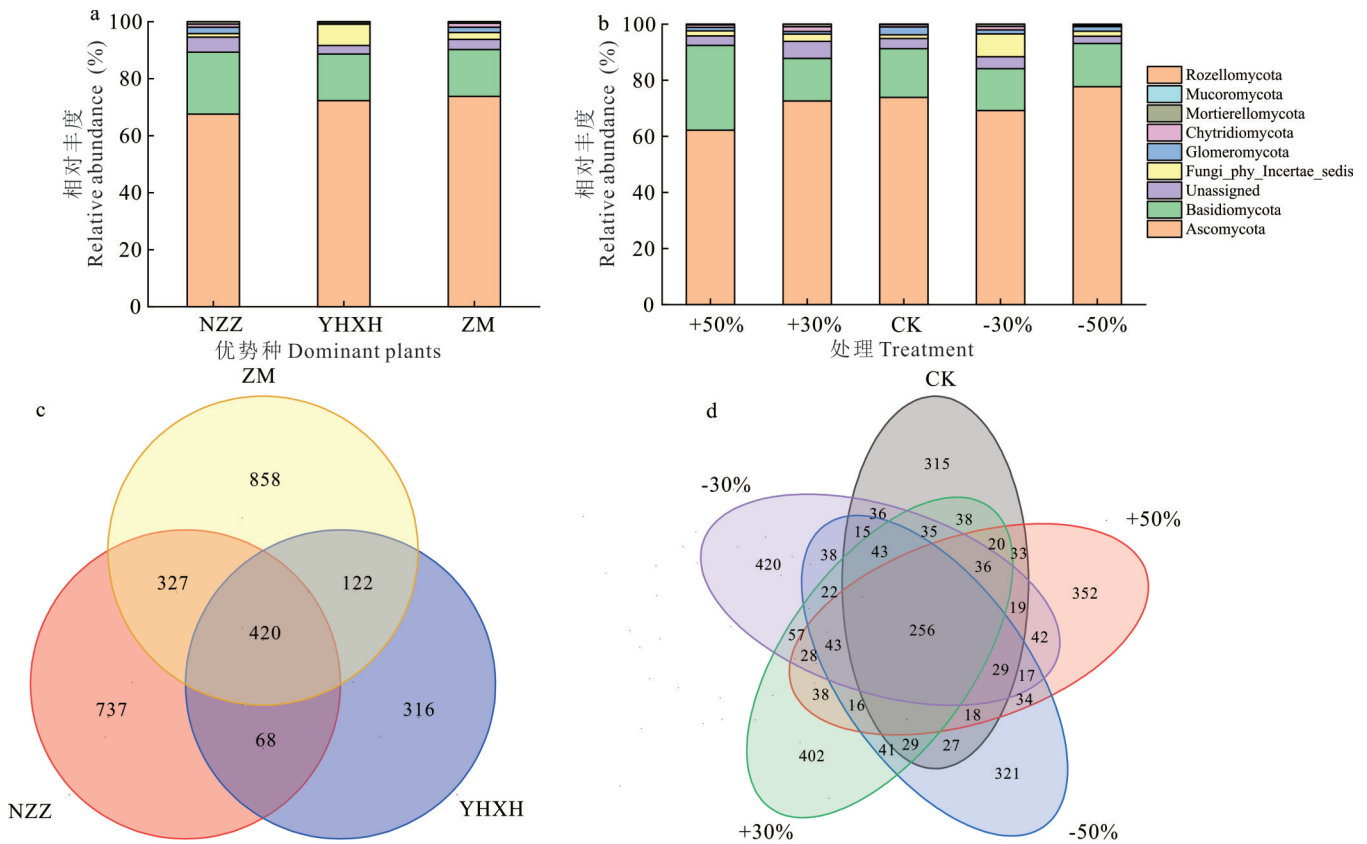 a
100
80
60
40
20
0
相对丰度
Relative abundance (%)
NZZ YHXH ZM
优势种 Dominant plants
b
100
80
60
40
20
0
相对丰度
Relative abundance (%)
+50% +30% CK -30% -50%
处理 Treatment
Rozellomycota
Mucoromycota
Mortierellomycota
Chytridiomycota
Glomeromycota
Fungi_phy_Incertae_sedis
Unassigned
Basidiomycota
Ascomycota
c
ZM
858
327 122
420
737 316
68
NZZ YHXH
d
CK
315
-30%
+50%
36 38
15 35 20 33
38 43 36
420 352
22 19
256
57 43 42
28 29 17
38 16 34
18
402 41 29 27
321
+30% -50%